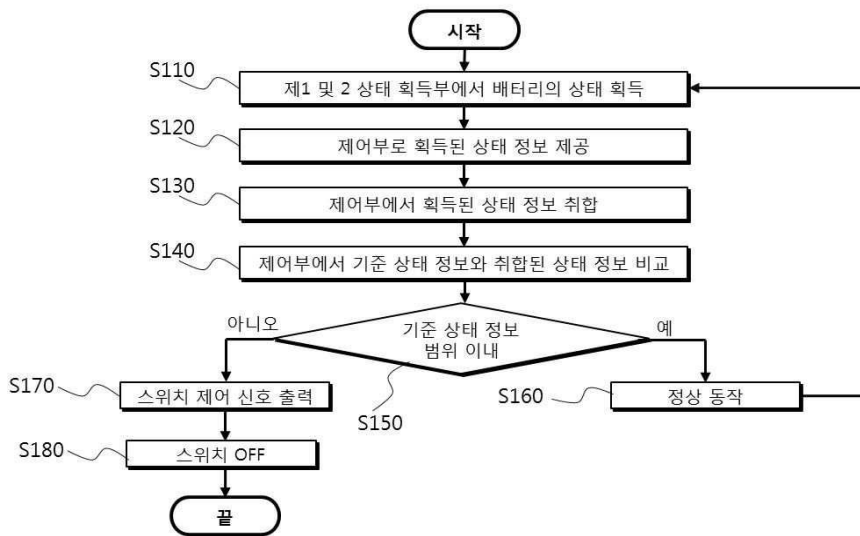 시작
S110
제1 및 2 상태 획득부에서 배터리의 상태 획득
S120
제어부로 획득된 상태 정보 제공
S130
제어부에서 획득된 상태 정보 취합
S140
제어부에서 기준 상태 정보와 취합된 상태 정보 비교
아니오
기준 상태 정보
범위 이내
예
S150
S170
스위치 제어 신호 출력
S160
정상 동작
S180
스위치 OFF
끝